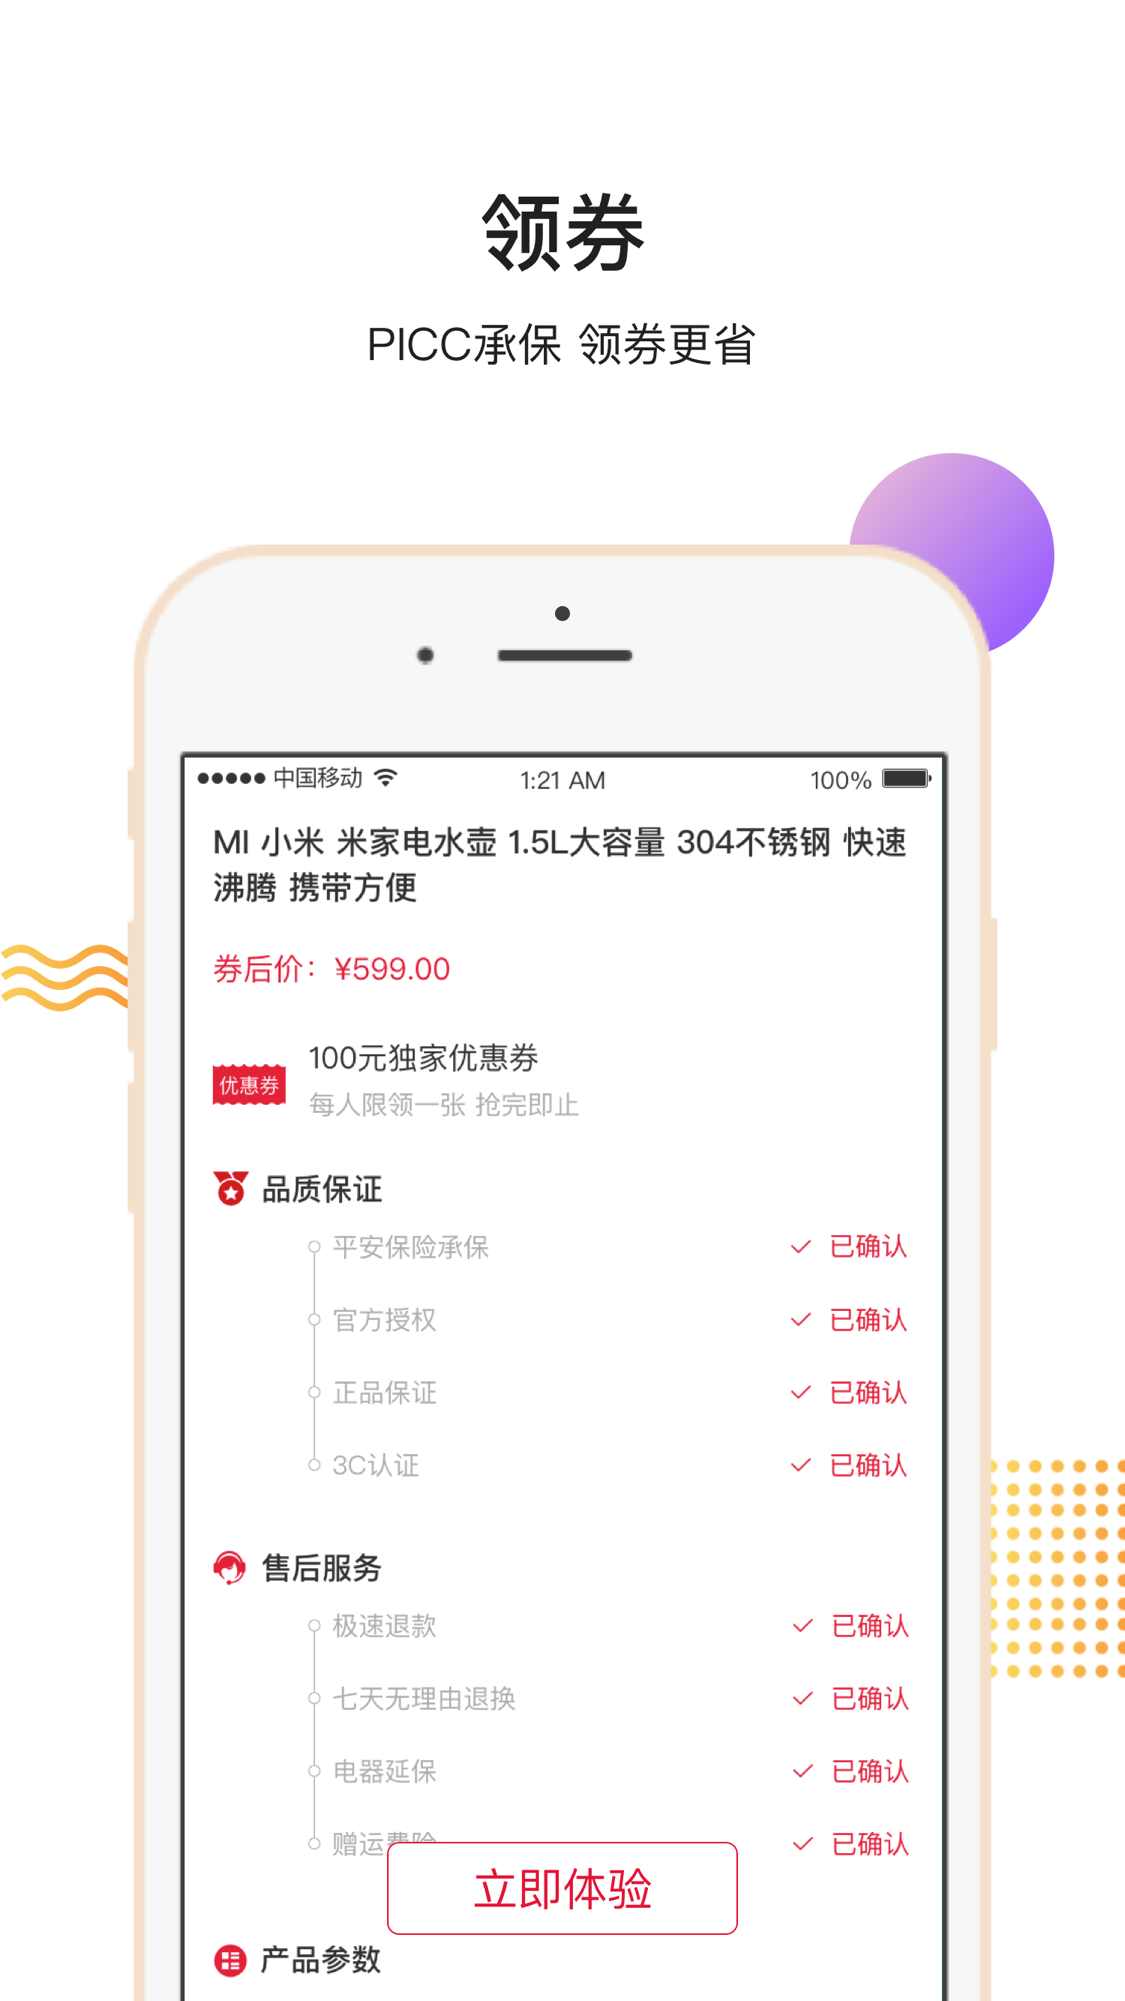 领券
PICC承保 领券更省
中国移动 1:21 AM 100%
MI 小米 米家电水壶 1.5L大容量 304不锈钢 快速
沸腾 携带方便
券后价：¥599.00
100元独家优惠券
优惠券
每人限领一张 抢完即止
品质保证
平安保险承保 已确认
官方授权 已确认
正品保证 已确认
3C认证 已确认
售后服务
极速退款 已确认
七天无理由退换 已确认
电器延保 已确认
赠运费险 已确认
立即体验
产品参数